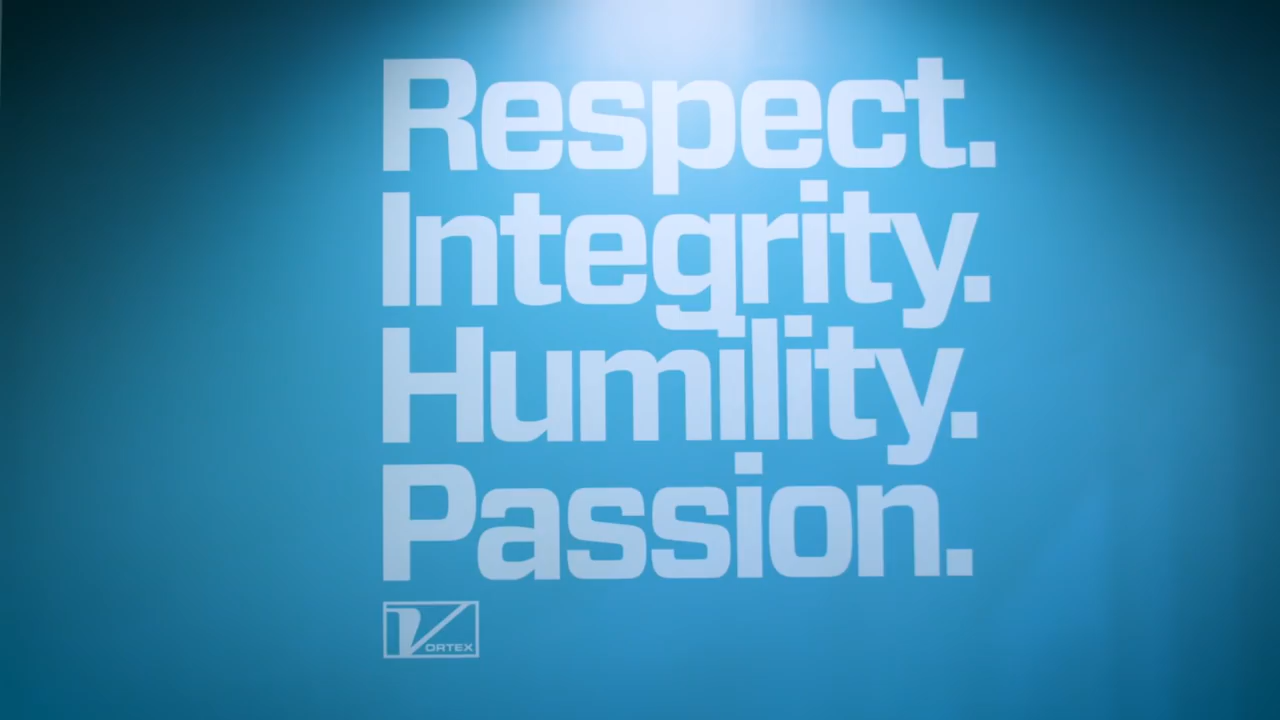 Respect.
Integrity.
Humility.
Passion.
VORTEX